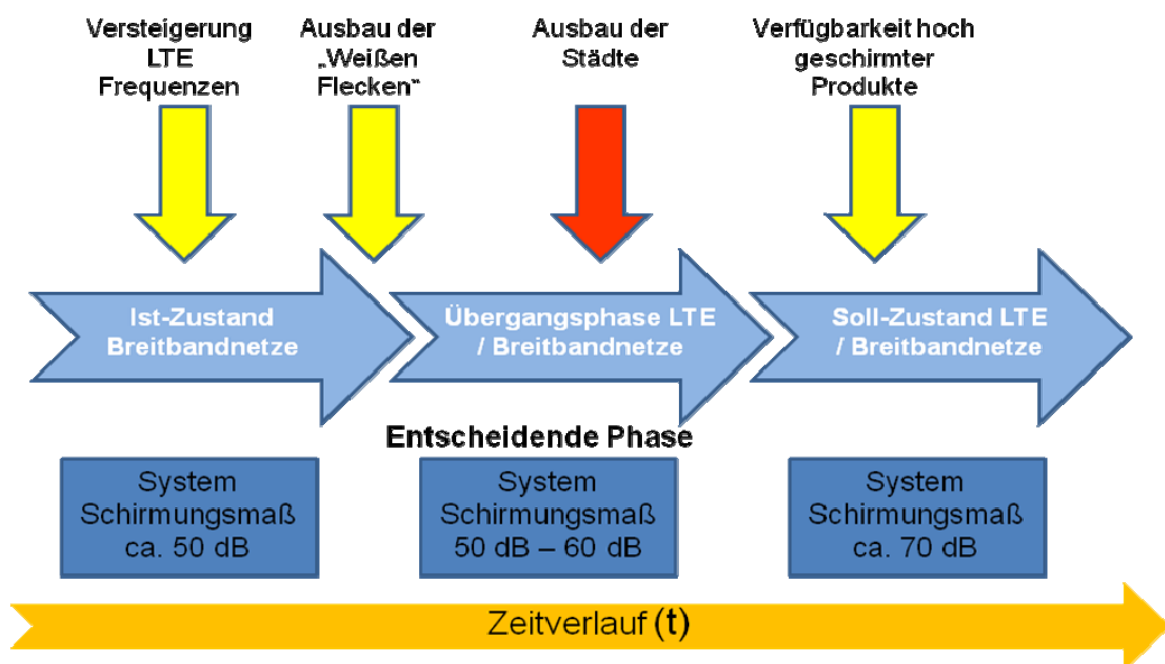 Versteigerung
LTE
Frequenzen
Ausbau der
„Weißen
Flecken“
Ausbau der
Städte
Verfügbarkeit hoch
geschirmter
Produkte
Ist-Zustand
Breitbandnetze
Übergangsphase LTE
/ Breitbandnetze
Soll-Zustand LTE
/ Breitbandnetze
Entscheidende Phase
System
Schirmungsmaß
ca. 50 dB
System
Schirmungsmaß
50 dB – 60 dB
System
Schirmungsmaß
ca. 70 dB
Zeitverlauf (t)